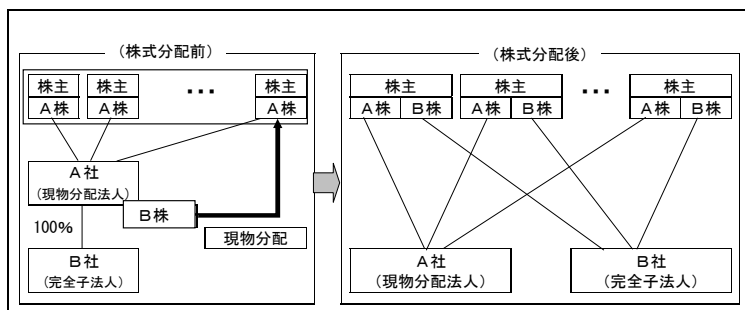 (株式分配前)
株主 株主 ・・・ 株主
A株 A株 A株
A社
(現物分配法人)
B株
100%
現物分配
B社
(完全子法人)
(株式分配後)
株主 株主 ・・・ 株主
A株 B株 A株 B株 A株 B株
A社
(現物分配法人)
B社
(完全子法人)